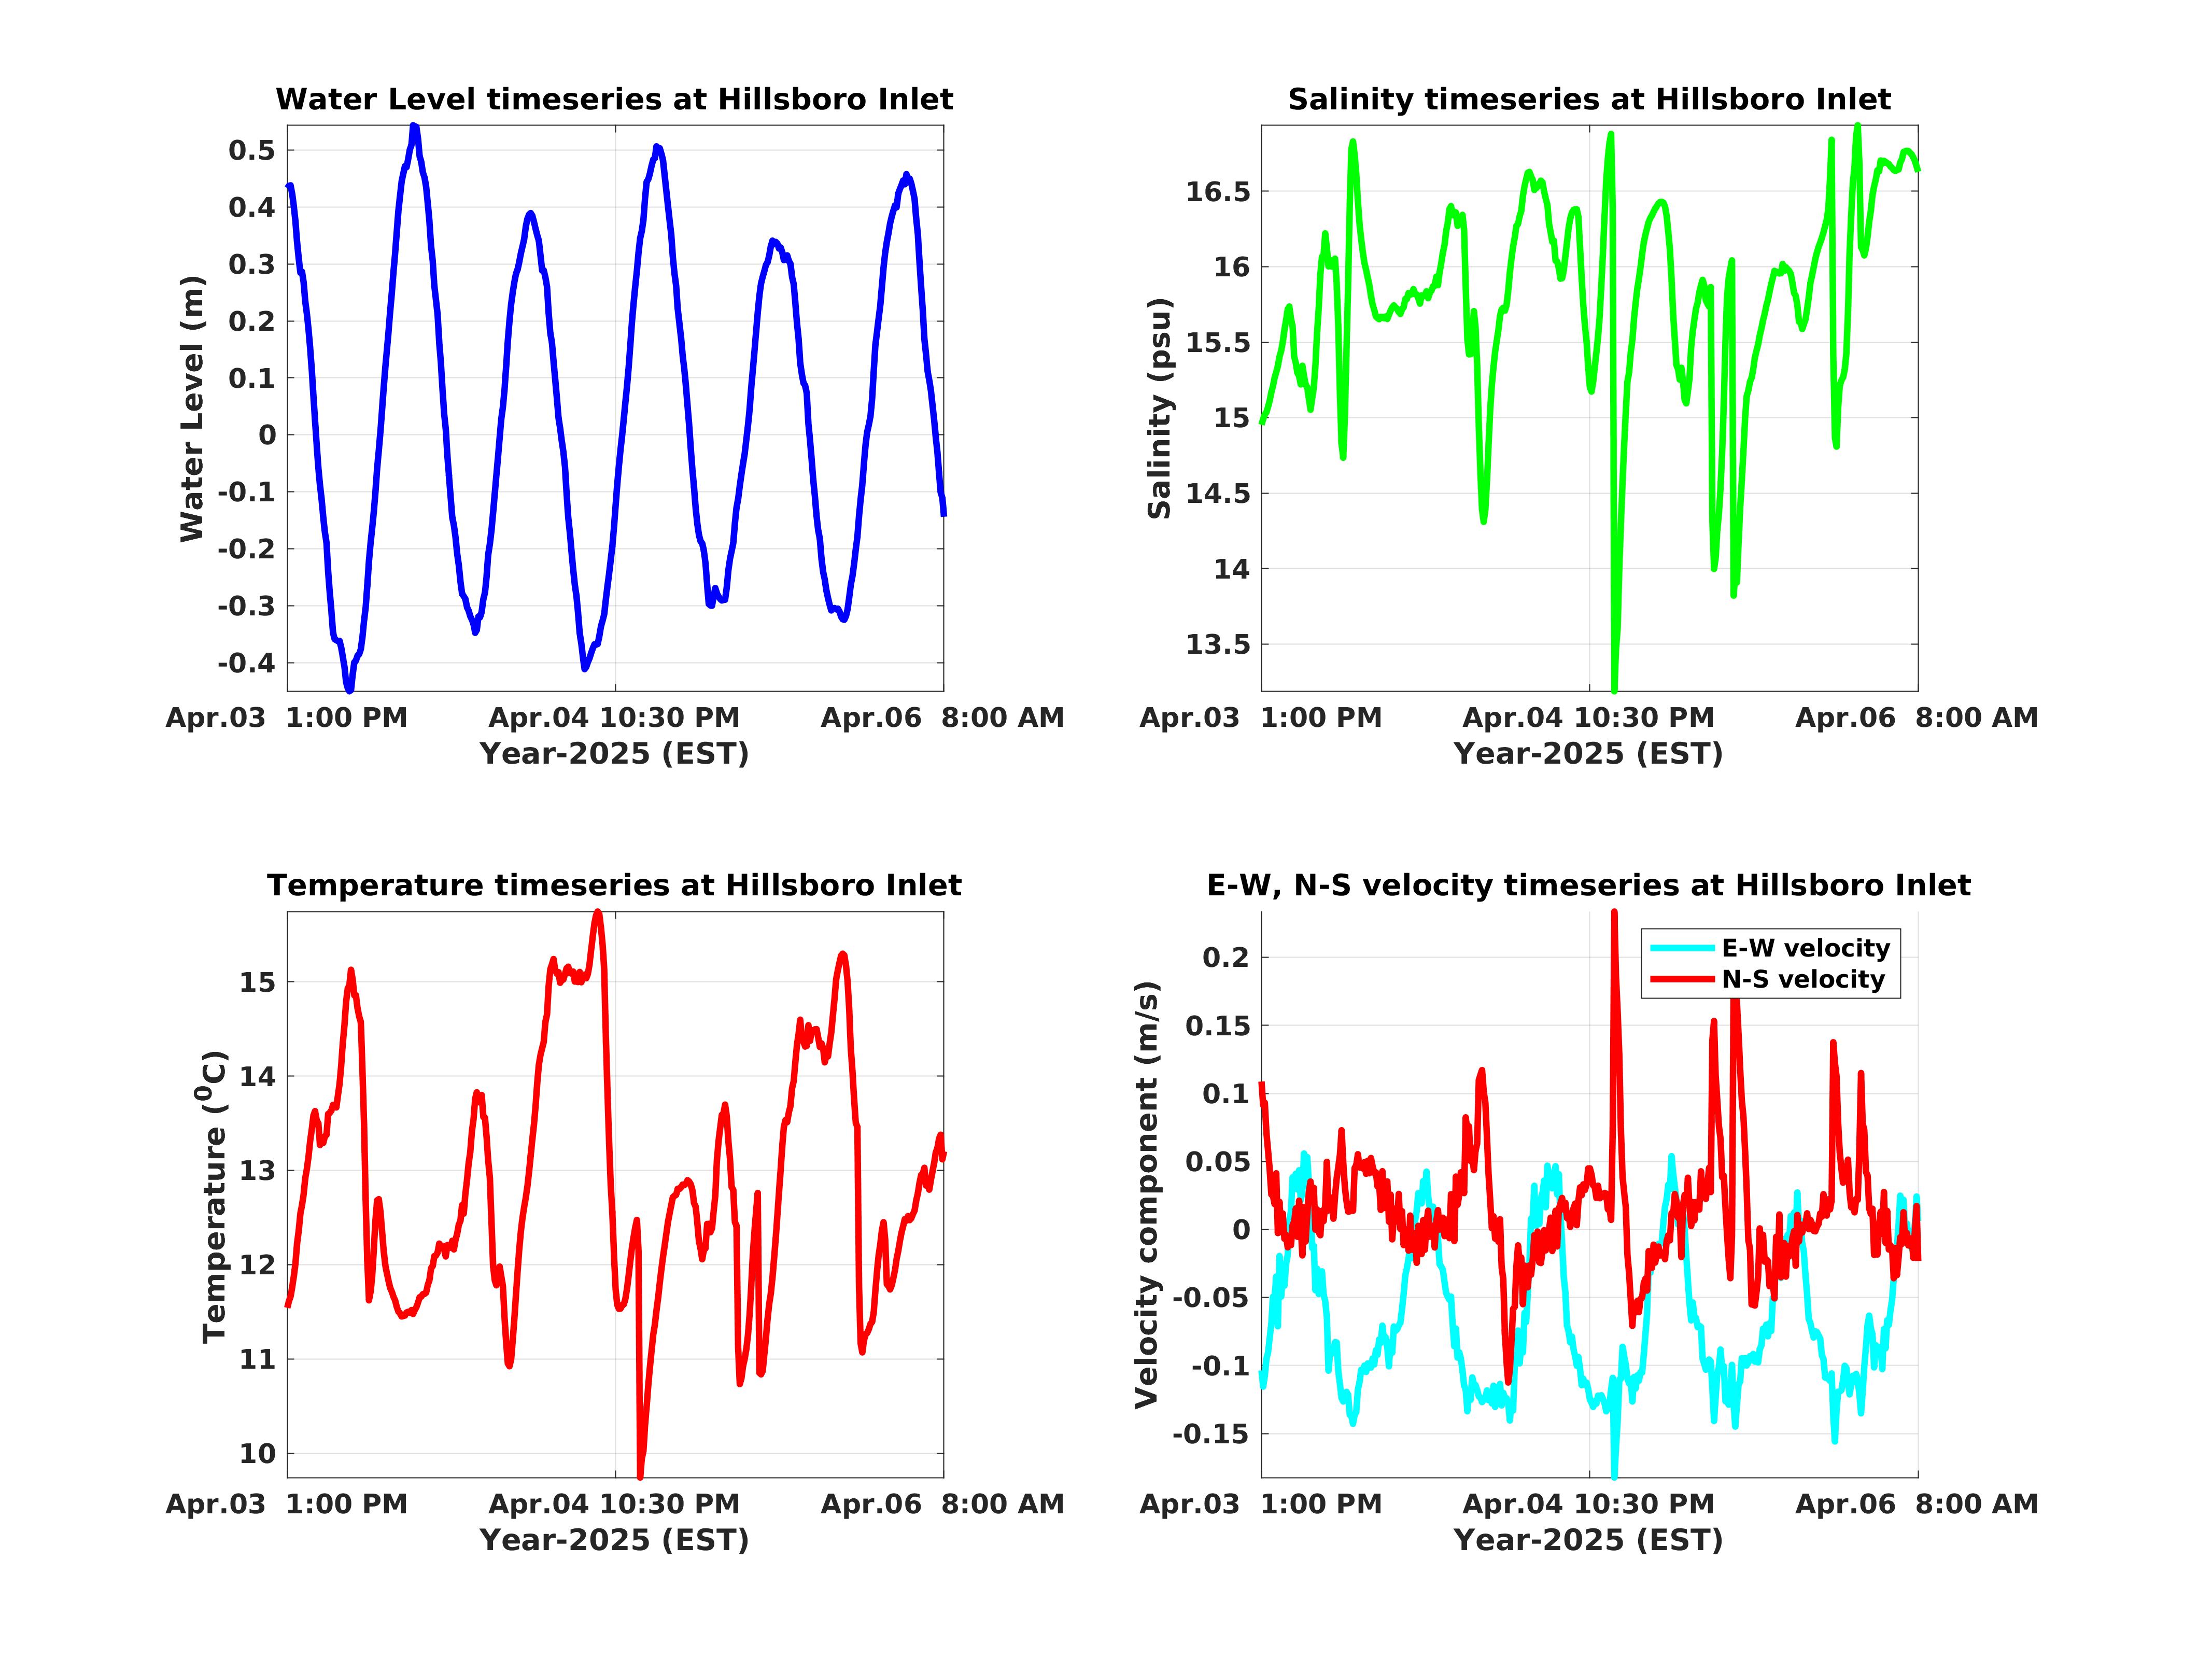 Water Level timeseries at Hillsboro Inlet
Water Level (m)
0.5
0.4
0.3
0.2
0.1
0
-0.1
-0.2
-0.3
-0.4
Apr.03 1:00 PM
Apr.04 10:30 PM
Apr.06 8:00 AM
Year-2025 (EST)
Salinity timeseries at Hillsboro Inlet
Salinity (psu)
16.5
16
15.5
15
14.5
14
13.5
Apr.03 1:00 PM
Apr.04 10:30 PM
Apr.06 8:00 AM
Year-2025 (EST)
Temperature timeseries at Hillsboro Inlet
Temperature (⁰C)
15
14
13
12
11
10
Apr.03 1:00 PM
Apr.04 10:30 PM
Apr.06 8:00 AM
Year-2025 (EST)
E-W, N-S velocity timeseries at Hillsboro Inlet
Velocity component (m/s)
0.2
0.15
0.1
0.05
0
-0.05
-0.1
-0.15
E-W velocity
N-S velocity
Apr.03 1:00 PM
Apr.04 10:30 PM
Apr.06 8:00 AM
Year-2025 (EST)